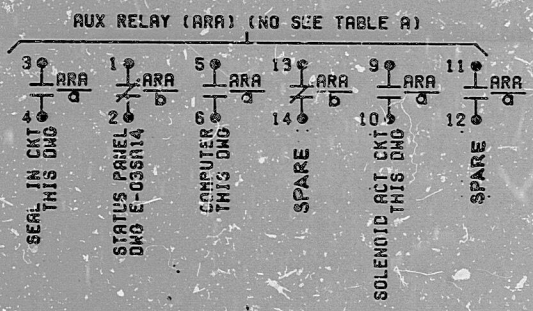 AUX RELAY (ARA) (NO SEE TABLE A)
3 1 5 13 9 11
ARA ARA ARA ARA ARA ARA
a b a b a a
4 2 6 14 10 12
SEAL IN CKT
THIS DWG
STATUS PANEL
DWG E-03SA14
COMPUTER
THIS DWG
SPARE
SOLENOID ACT CKT
THIS DWG
SPARE